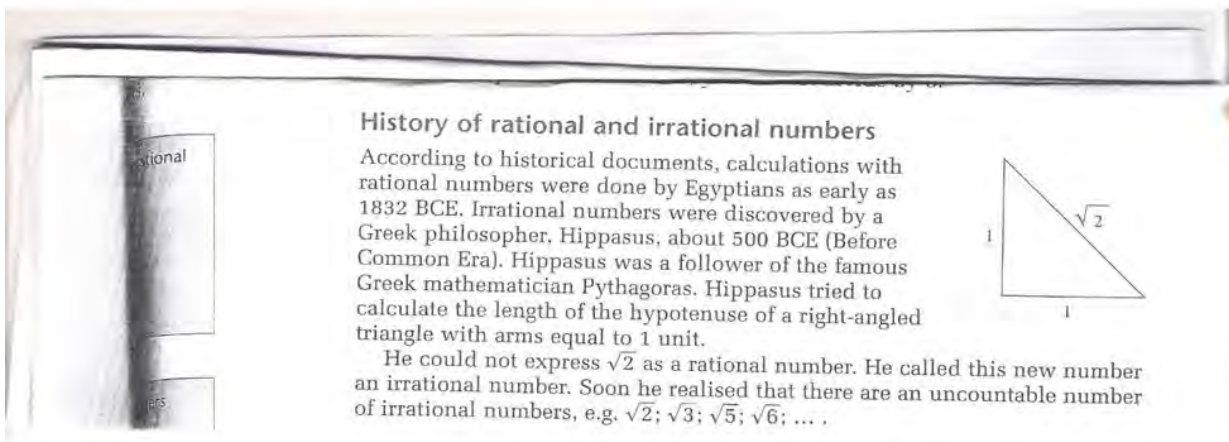 History of rational and irrational numbers
According to historical documents, calculations with
rational numbers were done by Egyptians as early as
1832 BCE. Irrational numbers were discovered by a
Greek philosopher, Hippasus, about 500 BCE (Before
Common Era). Hippasus was a follower of the famous
Greek mathematician Pythagoras. Hippasus tried to
calculate the length of the hypotenuse of a right-angled
triangle with arms equal to 1 unit.
He could not express √2 as a rational number. He called this new number
an irrational number. Soon he realised that there are an uncountable number
of irrational numbers, e.g. √2; √3; √5; √6; ... .
1
√2
1